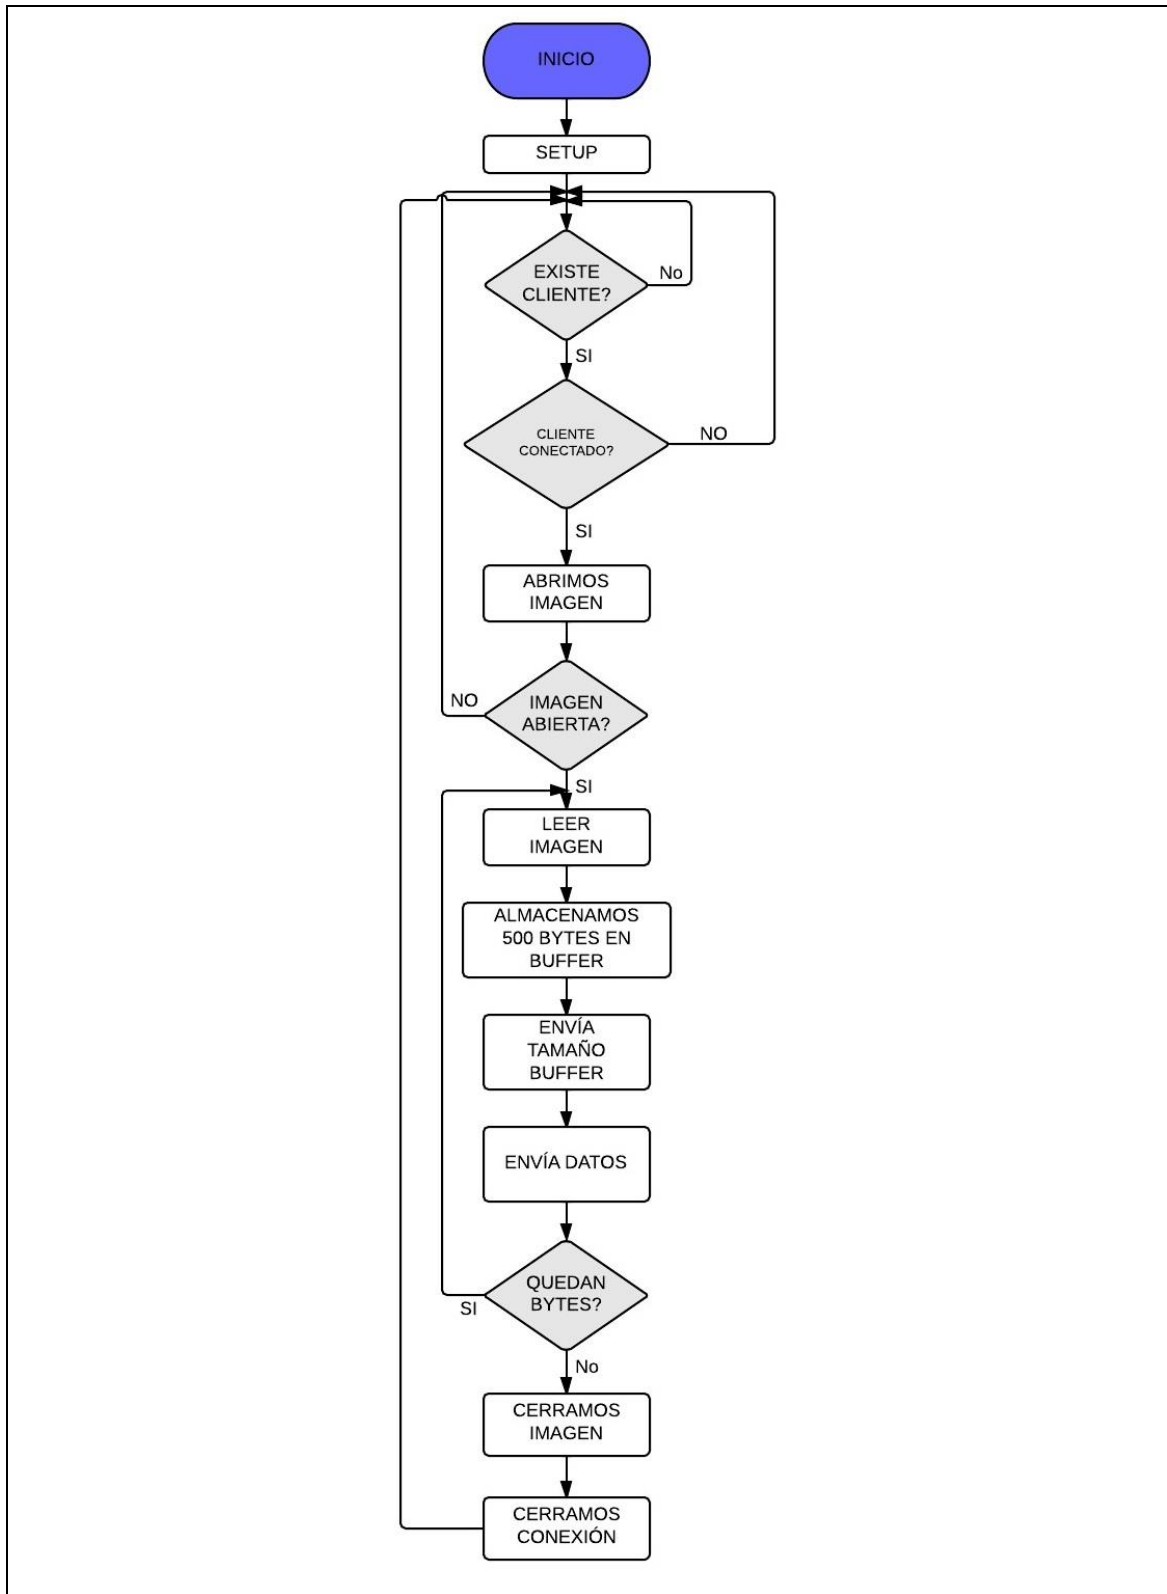 INICIO
SETUP
EXISTE
CLIENTE?
No
SI
CLIENTE
CONECTADO?
NO
SI
ABRIMOS
IMAGEN
IMAGEN
ABIERTA?
NO
SI
LEER
IMAGEN
ALMACENAMOS
500 BYTES EN
BUFFER
ENVÍA
TAMAÑO
BUFFER
ENVÍA DATOS
QUEDAN
BYTES?
SI
No
CERRAMOS
IMAGEN
CERRAMOS
CONEXIÓN